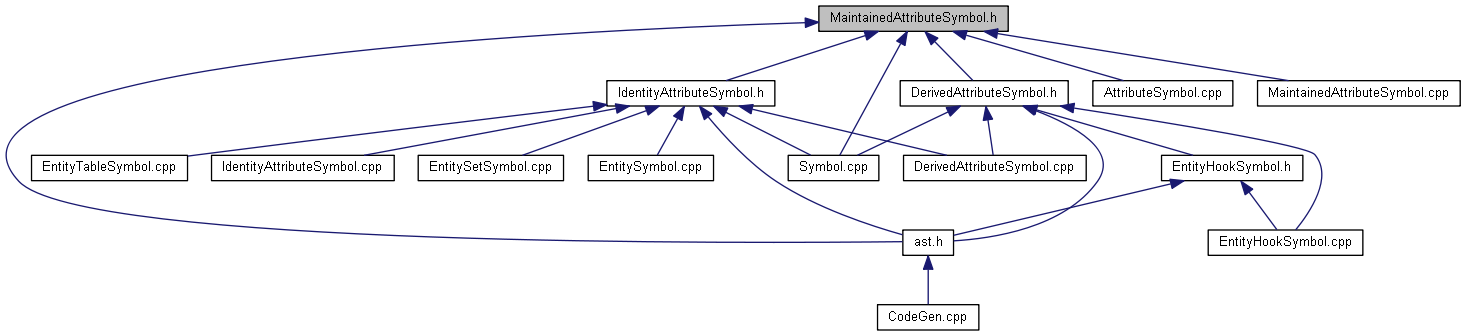 MaintainedAttributeSymbol.h
IdentityAttributeSymbol.h
DerivedAttributeSymbol.h
AttributeSymbol.cpp
MaintainedAttributeSymbol.cpp
EntityTableSymbol.cpp
IdentityAttributeSymbol.cpp
EntitySetSymbol.cpp
EntitySymbol.cpp
Symbol.cpp
DerivedAttributeSymbol.cpp
EntityHookSymbol.h
ast.h
EntityHookSymbol.cpp
CodeGen.cpp